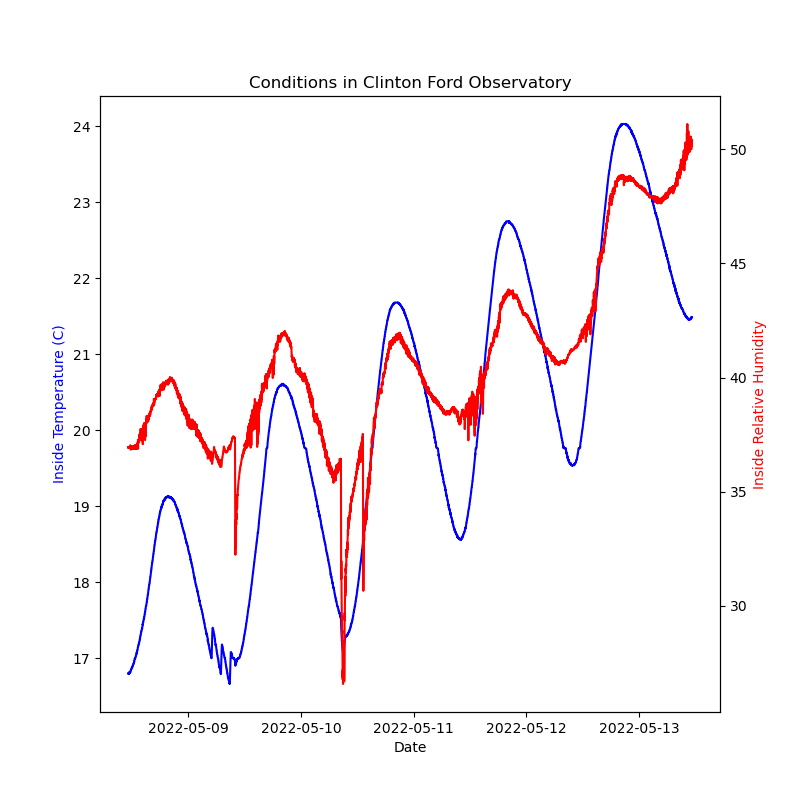 Conditions in Clinton Ford Observatory
24
23
22
21
20
19
18
17
Inside Temperature (C)
50
45
40
35
30
Inside Relative Humidity
2022-05-09 2022-05-10 2022-05-11 2022-05-12 2022-05-13
Date